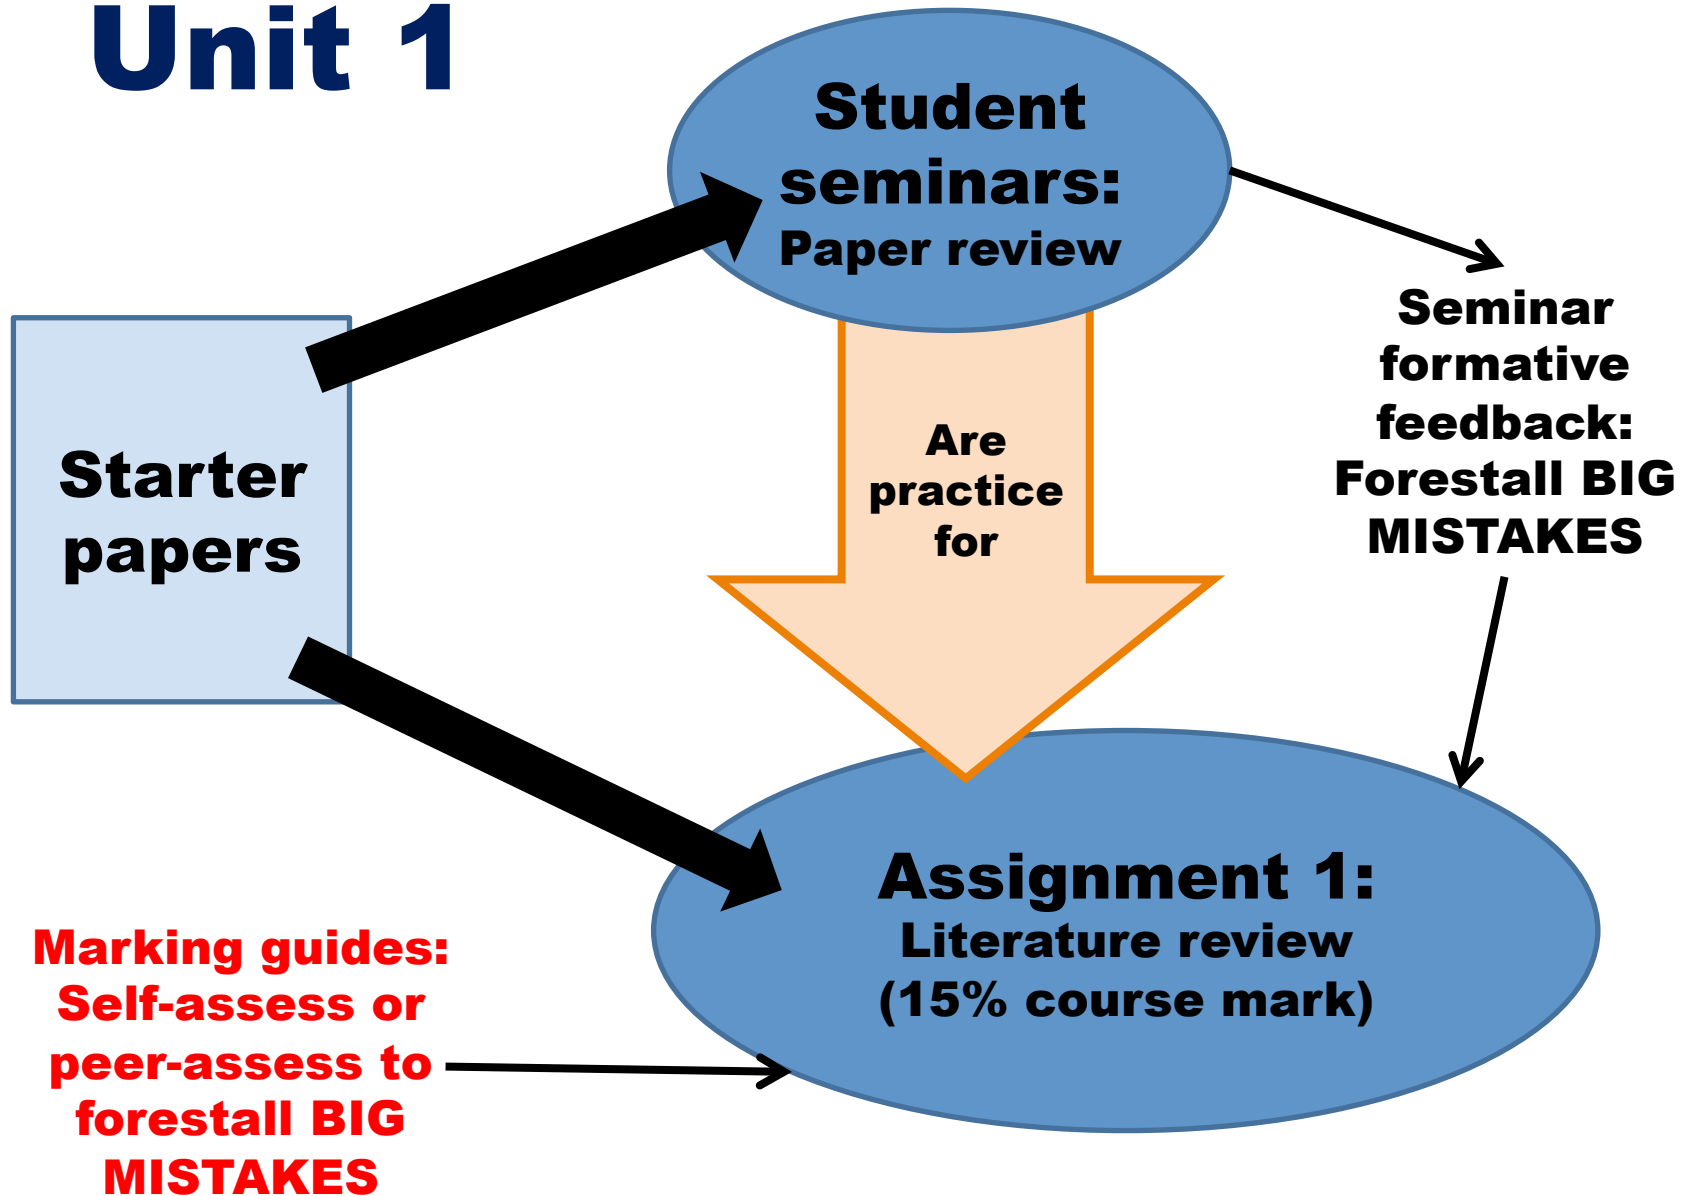 Unit 1
Student
seminars:
Paper review
Starter
papers
Are
practice
for
Seminar
formative
feedback:
Forestall BIG
MISTAKES
Assignment 1:
Literature review
(15% course mark)
Marking guides:
Self-assess or
peer-assess to
forestall BIG
MISTAKES